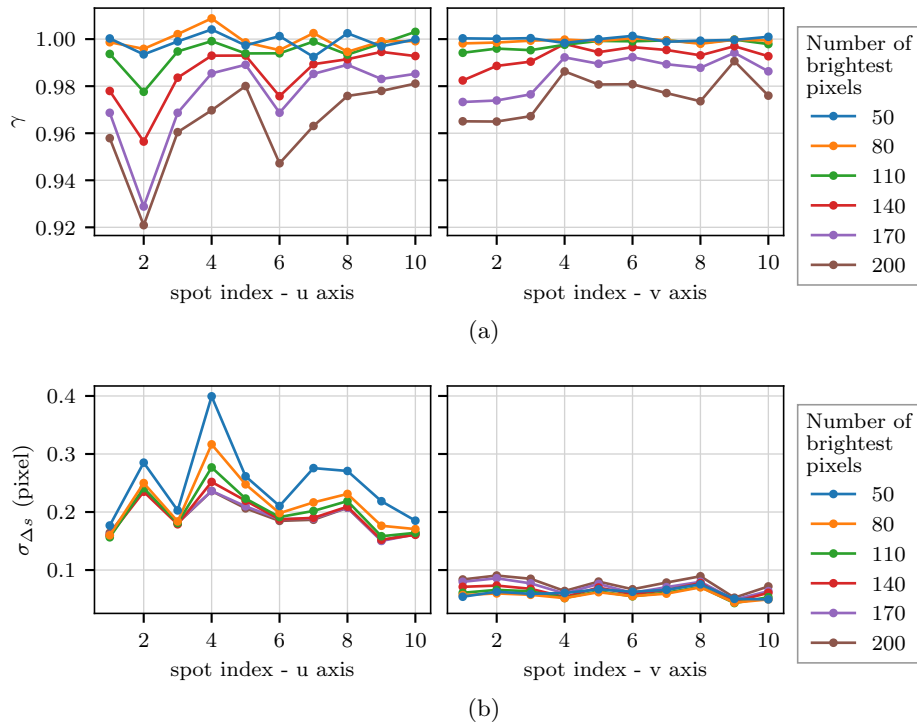 1.00
0.98
0.96
0.94
0.92
γ
2 4 6 8 10
2 4 6 8 10
spot index - u axis
spot index - v axis
Number of
brightest
pixels
50
80
110
140
170
200
(a)
0.4
0.3
0.2
0.1
σΔs (pixel)
2 4 6 8 10
2 4 6 8 10
spot index - u axis
spot index - v axis
Number of
brightest
pixels
50
80
110
140
170
200
(b)